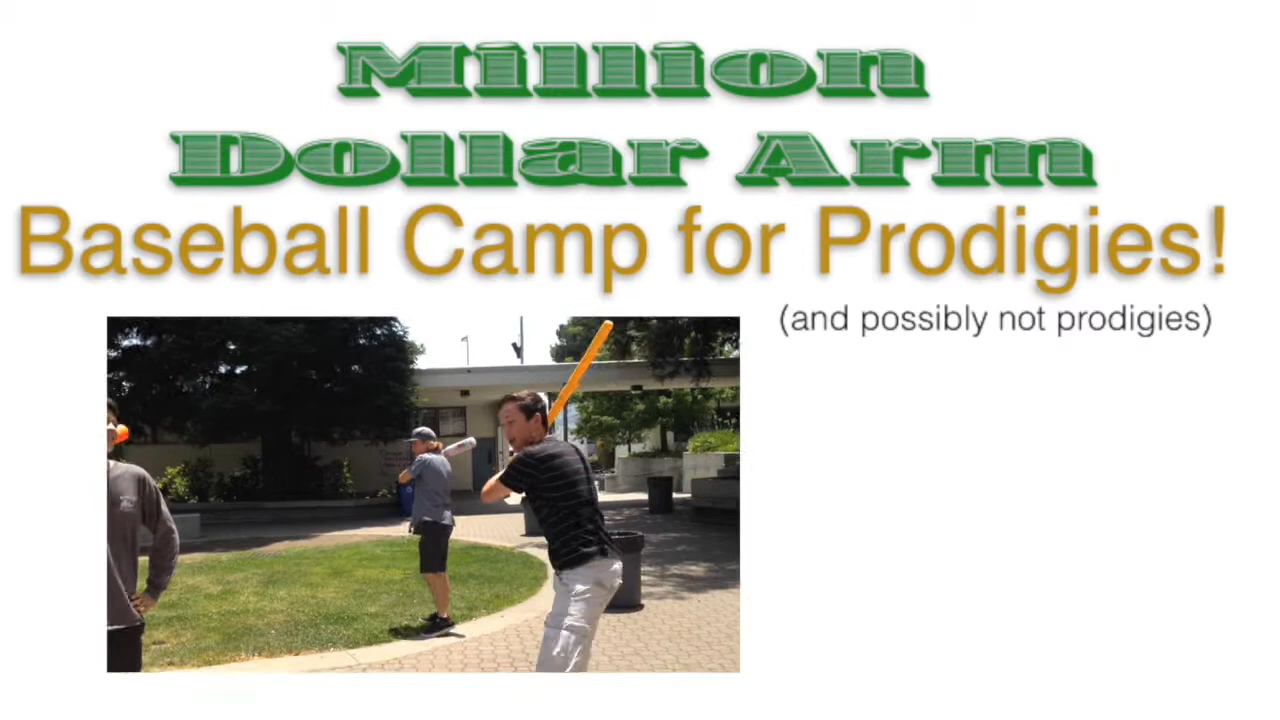 Million
Dollar Arm
Baseball Camp for Prodigies!
(and possibly not prodigies)